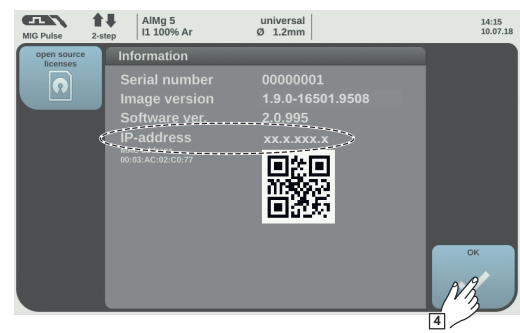 MIG Pulse
2-step
AlMg 5
I1 100% Ar
universal
Ø 1.2mm
14:15
10.07.18
open source
licenses
Information
Serial number 00000001
Image version 1.9.0-16501.9508
Software ver. 2.0.995
IP-address xx.x.xxx.x
00:03:AC:02:C0:77
OK
4